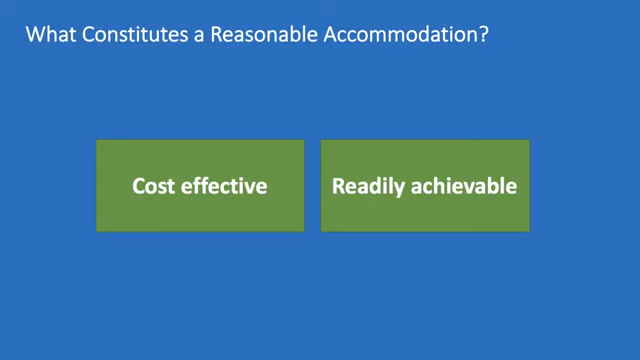 What Constitutes a Reasonable Accommodation?
Cost effective
Readily achievable